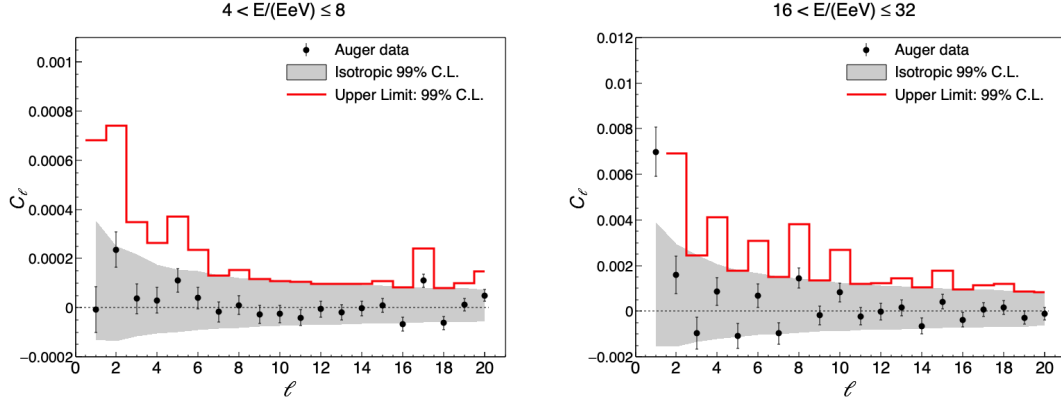 4 < E/(EeV) ≤ 8
0.001
0.0008
0.0006
0.0004
0.0002
0
−0.0002
C_ℓ
Auger data
Isotropic 99% C.L.
Upper Limit: 99% C.L.
0 2 4 6 8 10 12 14 16 18 20
ℓ
16 < E/(EeV) ≤ 32
0.012
0.010
0.008
0.006
0.004
0.002
0
−0.002
C_ℓ
Auger data
Isotropic 99% C.L.
Upper Limit: 99% C.L.
0 2 4 6 8 10 12 14 16 18 20
ℓ